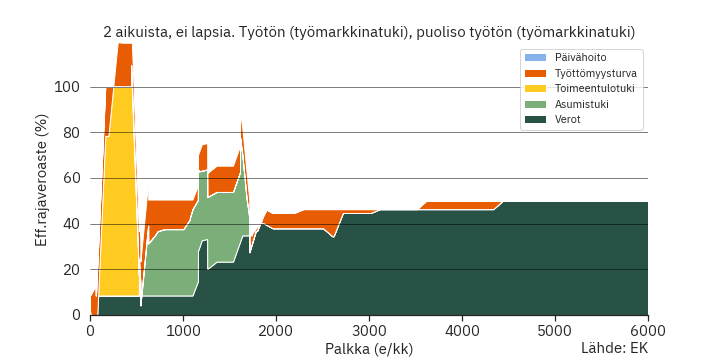 2 aikuista, ei lapsia. Työtön (työmarkkinatuki), puoliso työtön (työmarkkinatuki)
Päivähoito
Työttömyysturva
Toimeentulotuki
Asumistuki
Verot
Eff.rajaveroaste (%)
100
80
60
40
20
0
0 1000 2000 3000 4000 5000 6000
Palkka (e/kk)
Lähde: EK